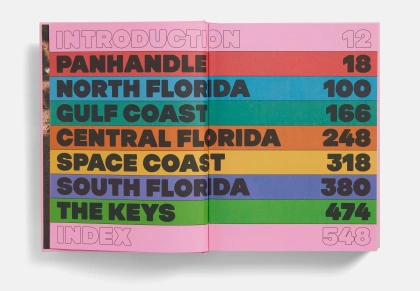 INTRODUCTION 12
PANHANDLE 18
NORTH FLORIDA 100
GULF COAST 166
CENTRAL FLORIDA 248
SPACE COAST 318
SOUTH FLORIDA 380
THE KEYS 474
INDEX 548